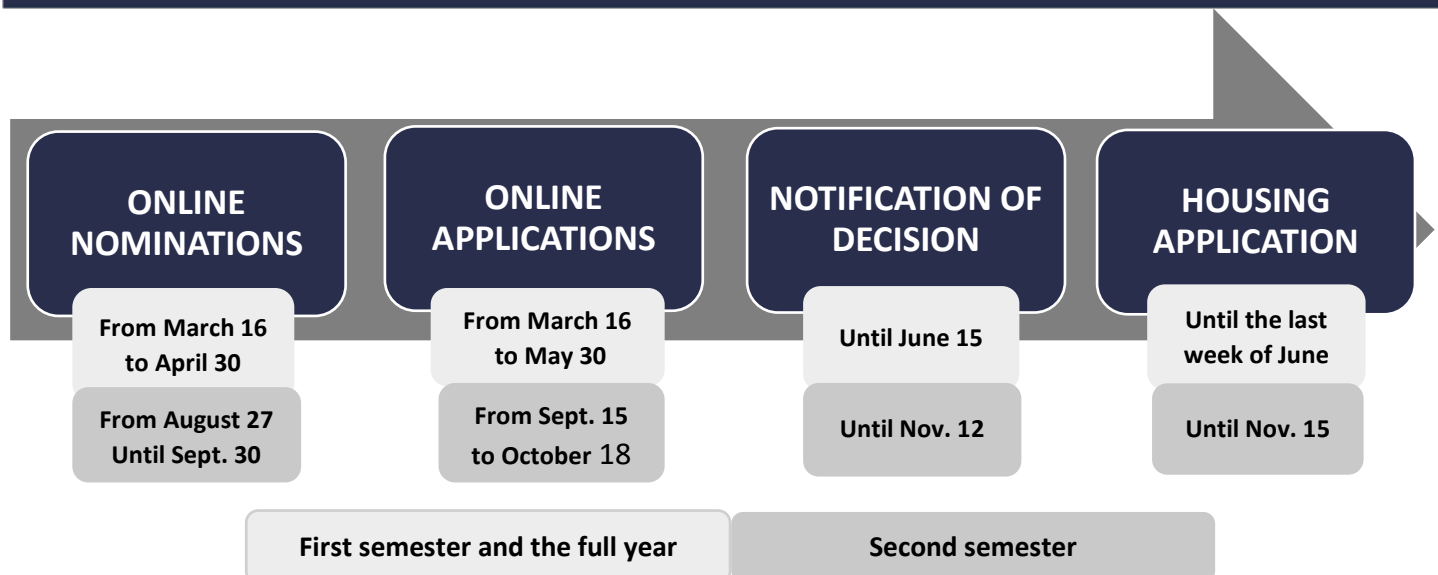 ONLINE
NOMINATIONS
From March 16
to April 30
From August 27
Until Sept. 30
ONLINE
APPLICATIONS
From March 16
to May 30
From Sept. 15
to October 18
NOTIFICATION OF
DECISION
Until June 15
Until Nov. 12
HOUSING
APPLICATION
Until the last
week of June
Until Nov. 15
First semester and the full year
Second semester